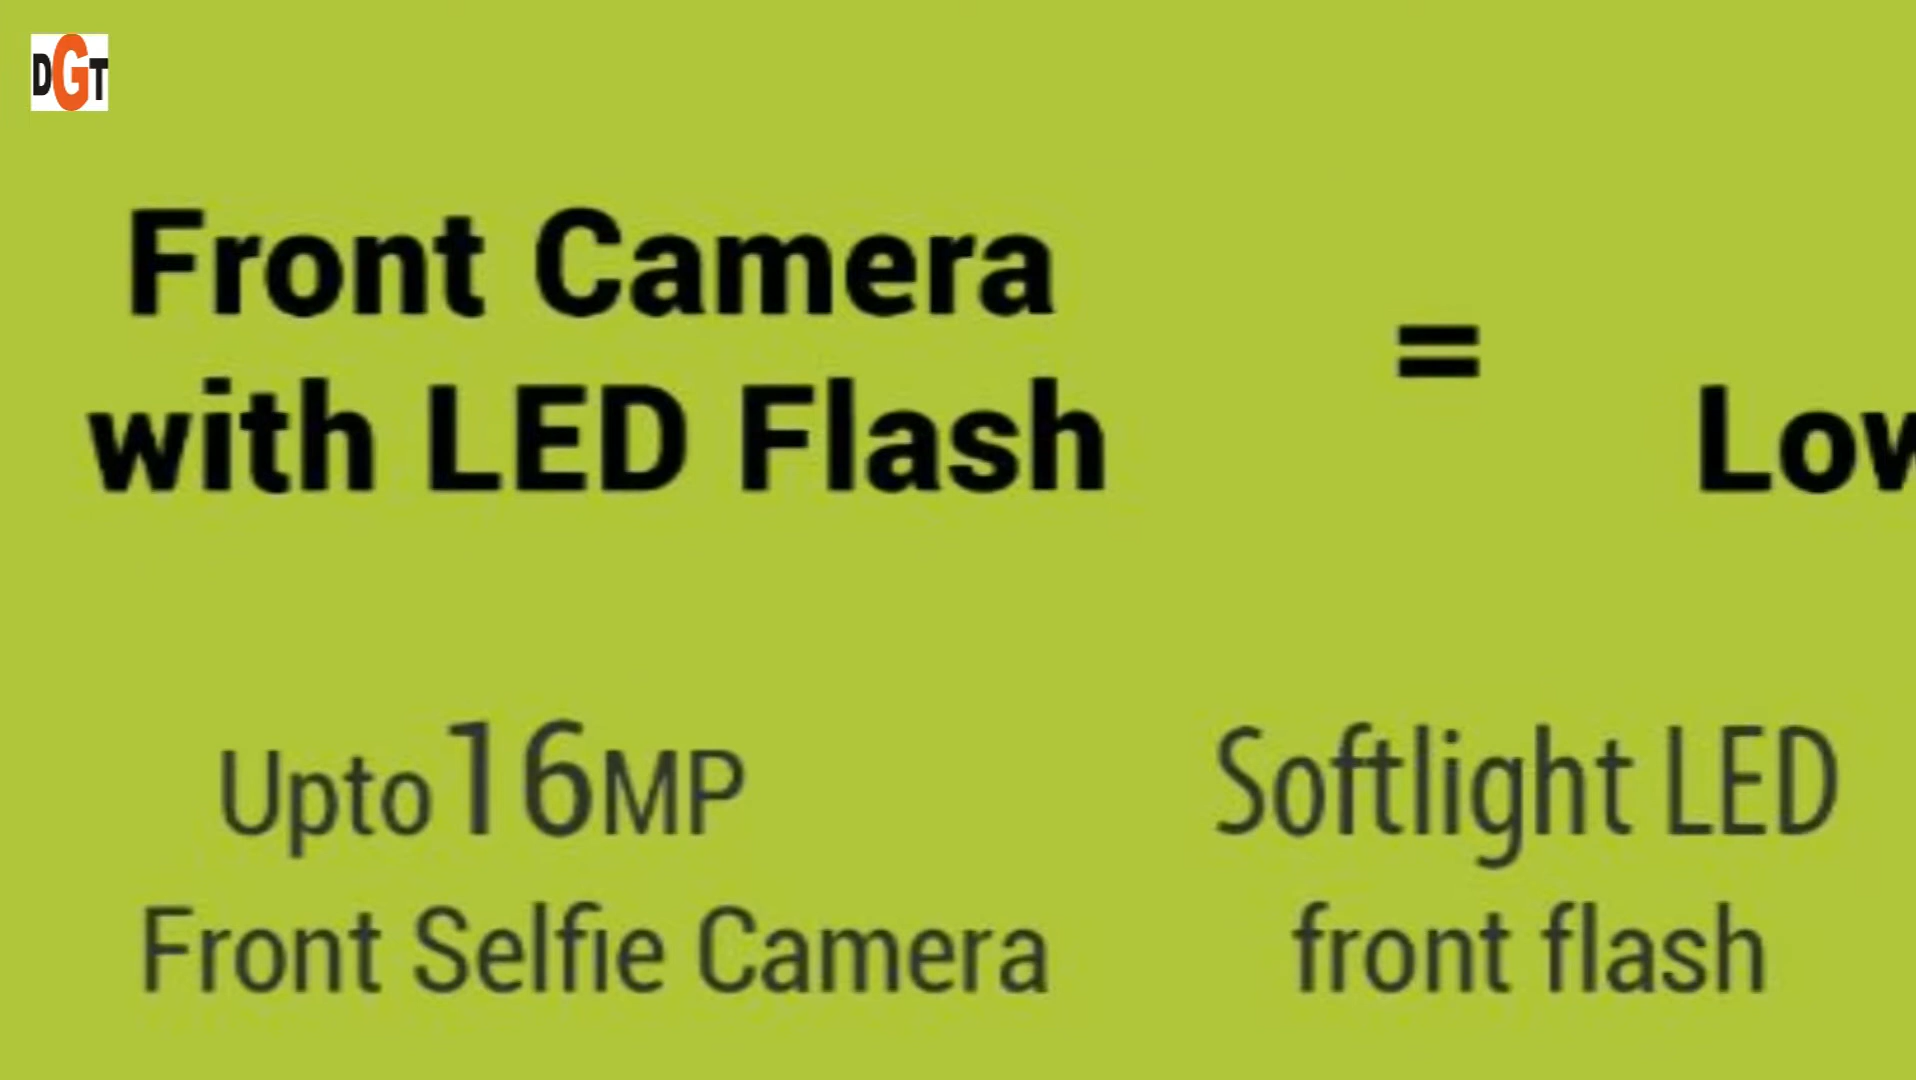 DGT
Front Camera
with LED Flash
=
Upto 16MP
Front Selfie Camera
Softlight LED
front flash